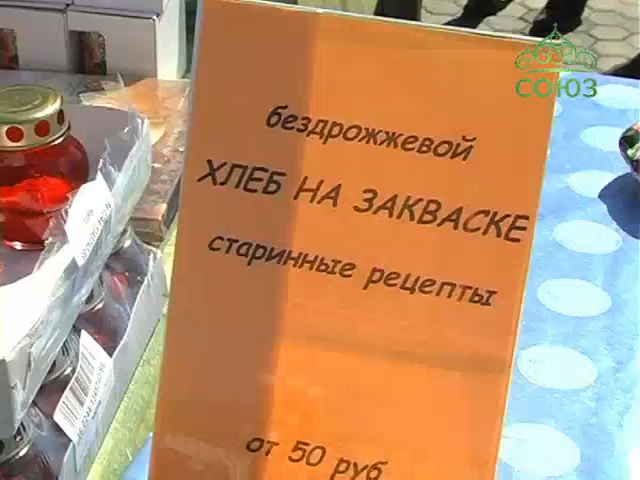 СОЮЗ
бездрожжевой
ХЛЕБ НА ЗАКВАСКЕ
старинные рецепты
от 50 руб